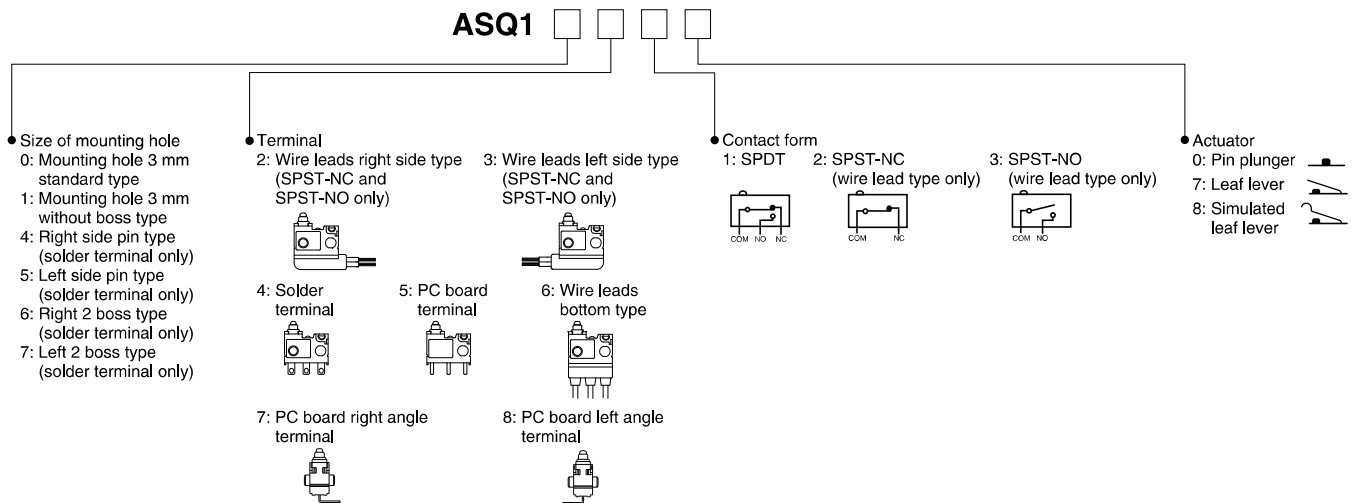 ASQ1
Size of mounting hole
0: Mounting hole 3 mm
standard type
1: Mounting hole 3 mm
without boss type
4: Right side pin type
(solder terminal only)
5: Left side pin type
(solder terminal only)
6: Right 2 boss type
(solder terminal only)
7: Left 2 boss type
(solder terminal only)
Terminal
2: Wire leads right side type
(SPST-NC and
SPST-NO only)
3: Wire leads left side type
(SPST-NC and
SPST-NO only)
4: Solder
terminal
5: PC board
terminal
6: Wire leads
bottom type
7: PC board right angle
terminal
8: PC board left angle
terminal
Contact form
1: SPDT
COM NO NC
2: SPST-NC
(wire lead type only)
COM NC
3: SPST-NO
(wire lead type only)
COM NO
Actuator
0: Pin plunger
7: Leaf lever
8: Simulated
leaf lever